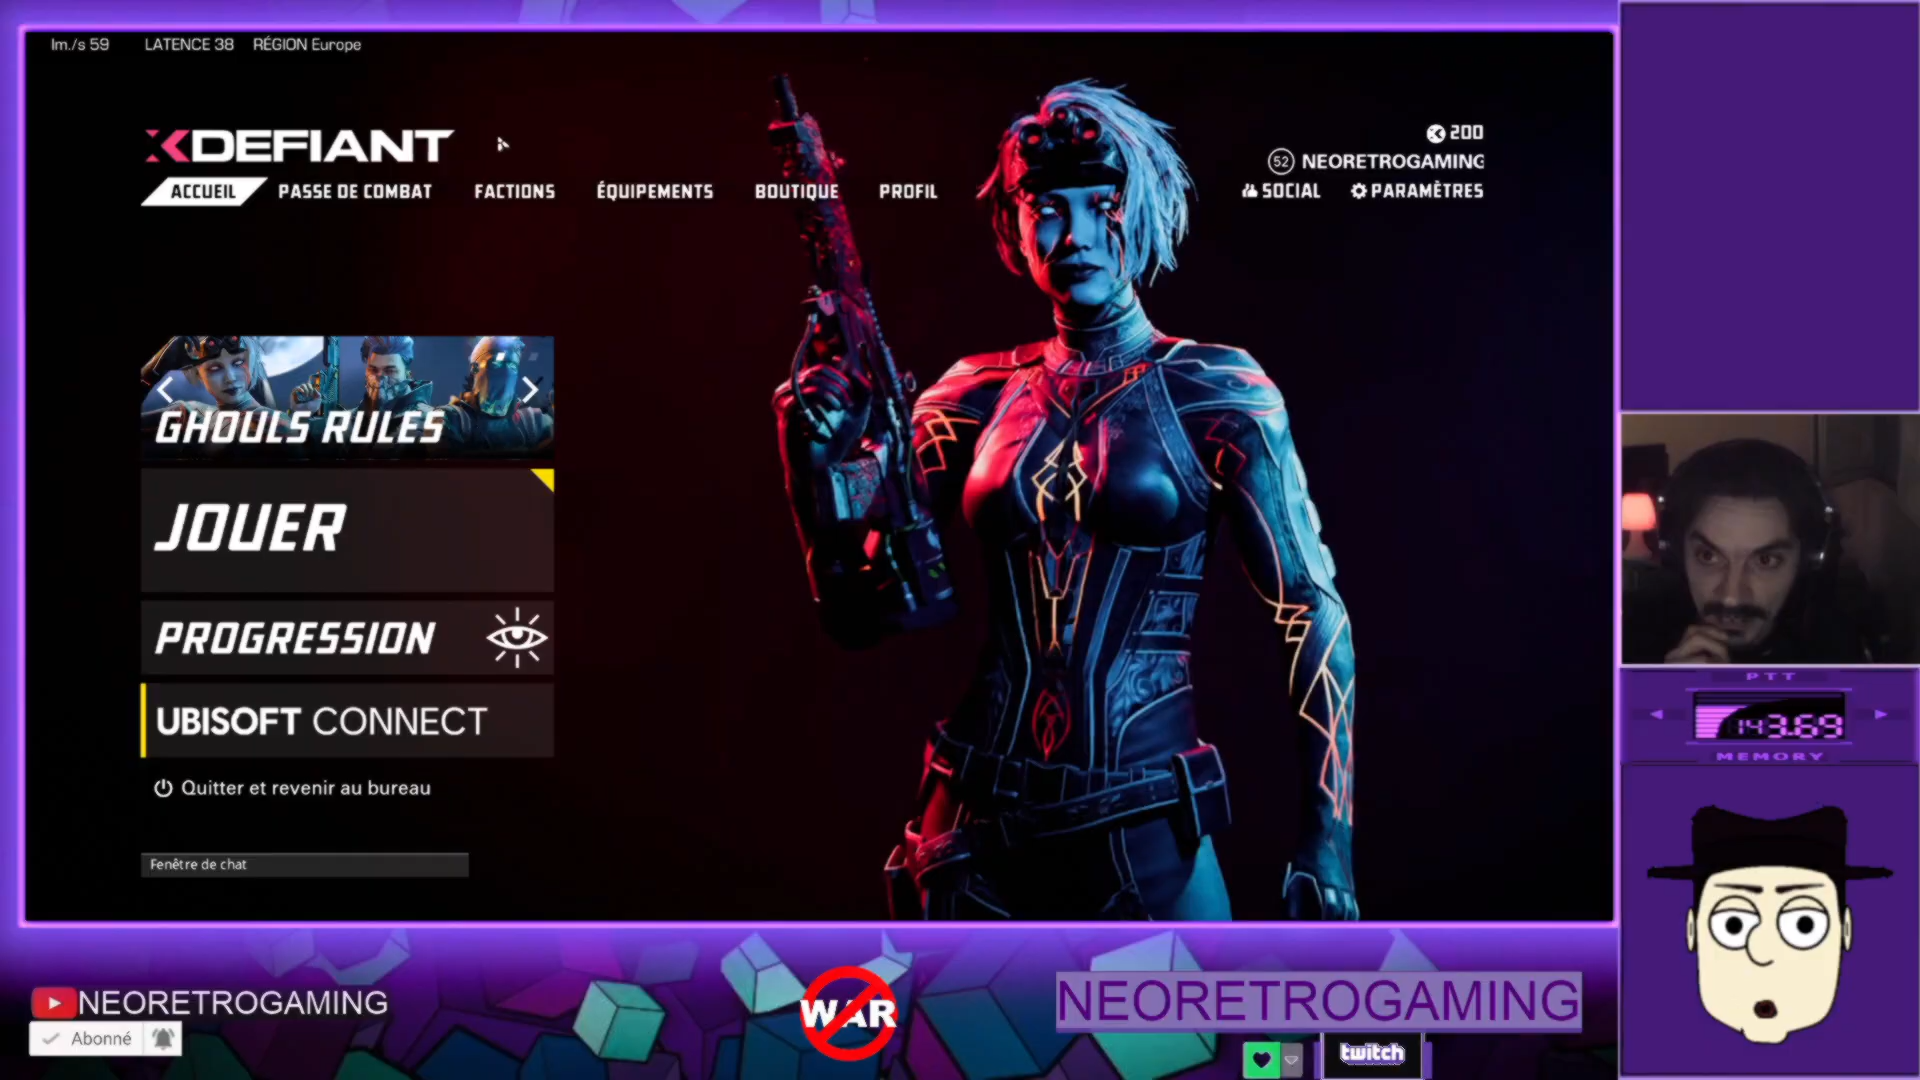 Im./s 59 LATENCE 38 RÉGION Europe
XDEFIANT
200
52 NEORETROGAMING
ACCUEIL PASSE DE COMBAT FACTIONS ÉQUIPEMENTS BOUTIQUE PROFIL
SOCIAL PARAMÈTRES
GHOULS RULES
JOUER
PROGRESSION
UBISOFT CONNECT
Quitter et revenir au bureau
Fenêtre de chat
PTT
143.69
MEMORY
NEORETROGAMING
Abonné
WAR
NEORETROGAMING
twitch